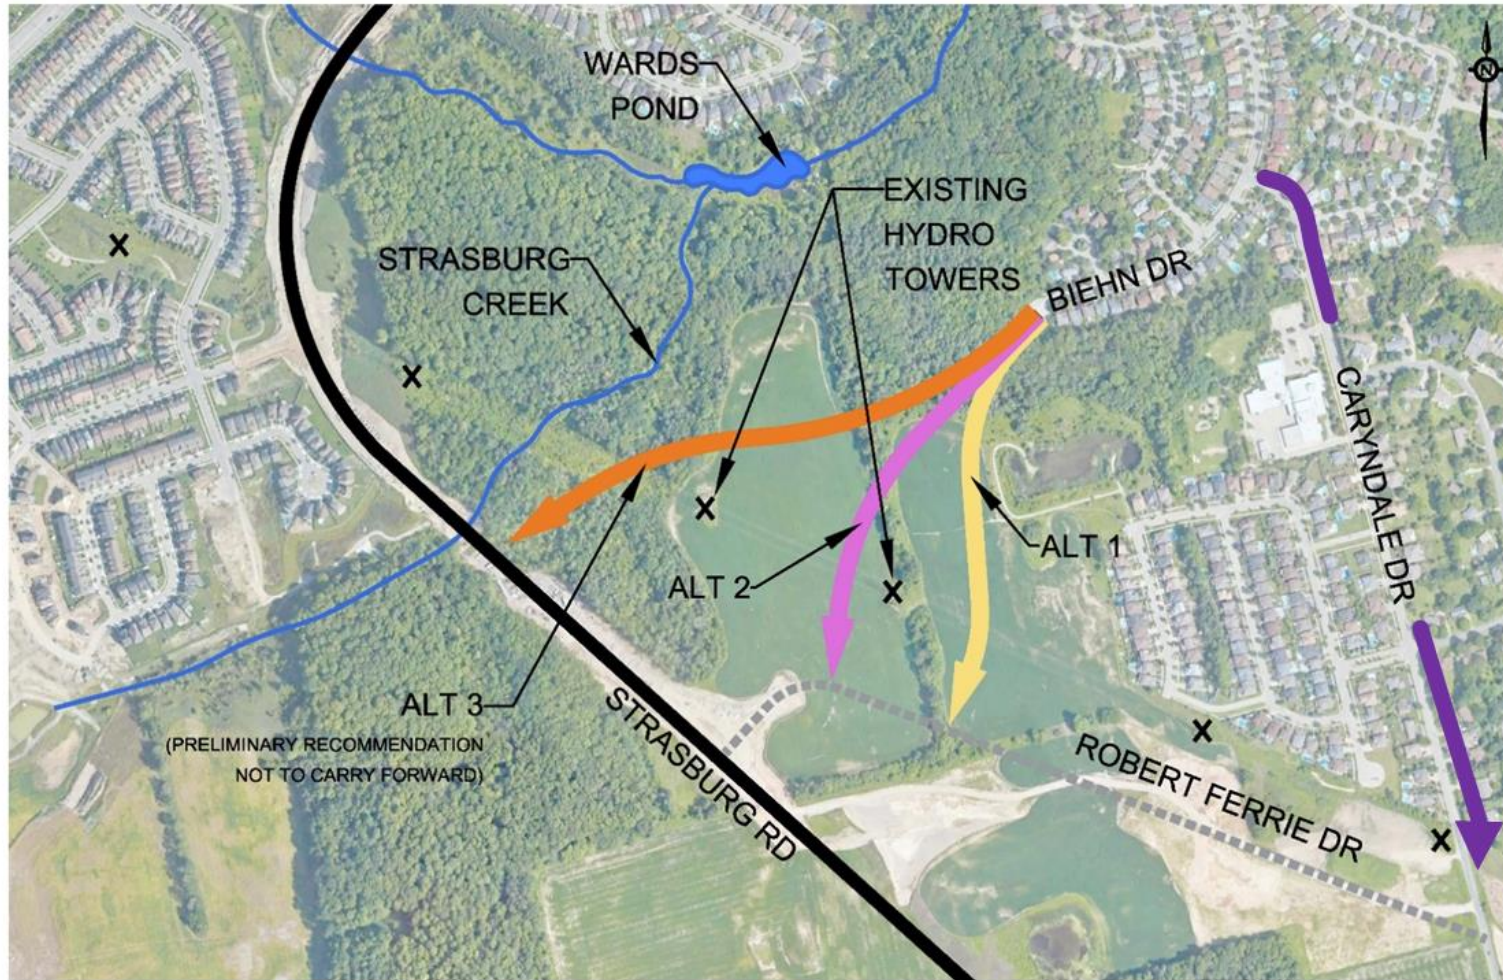 WARDS
POND
N
EXISTING
HYDRO
TOWERS
STRASBURG
CREEK
BIEHN DR
X
X
CARYNDALE DR
X
ALT 1
ALT 2
X
ALT 3
(PRELIMINARY RECOMMENDATION
NOT TO CARRY FORWARD)
STRASBURG RD
X
ROBERT FERRIE DR
X